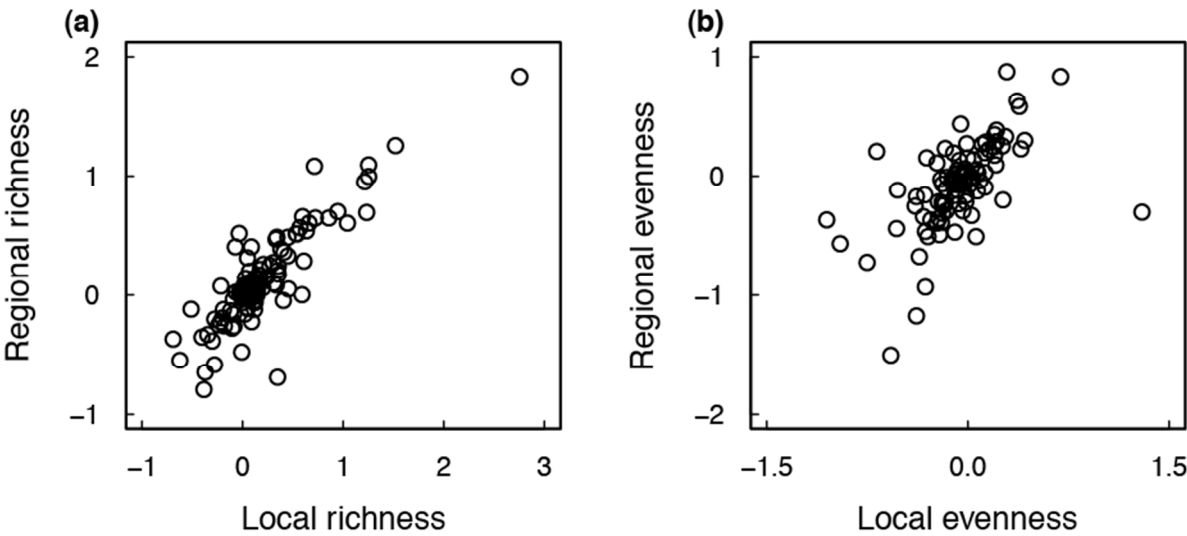 (a)
Regional richness
2
1
0
−1
−1 0 1 2 3
Local richness
(b)
Regional evenness
1
0
−1
−2
−1.5 0.0 1.5
Local evenness